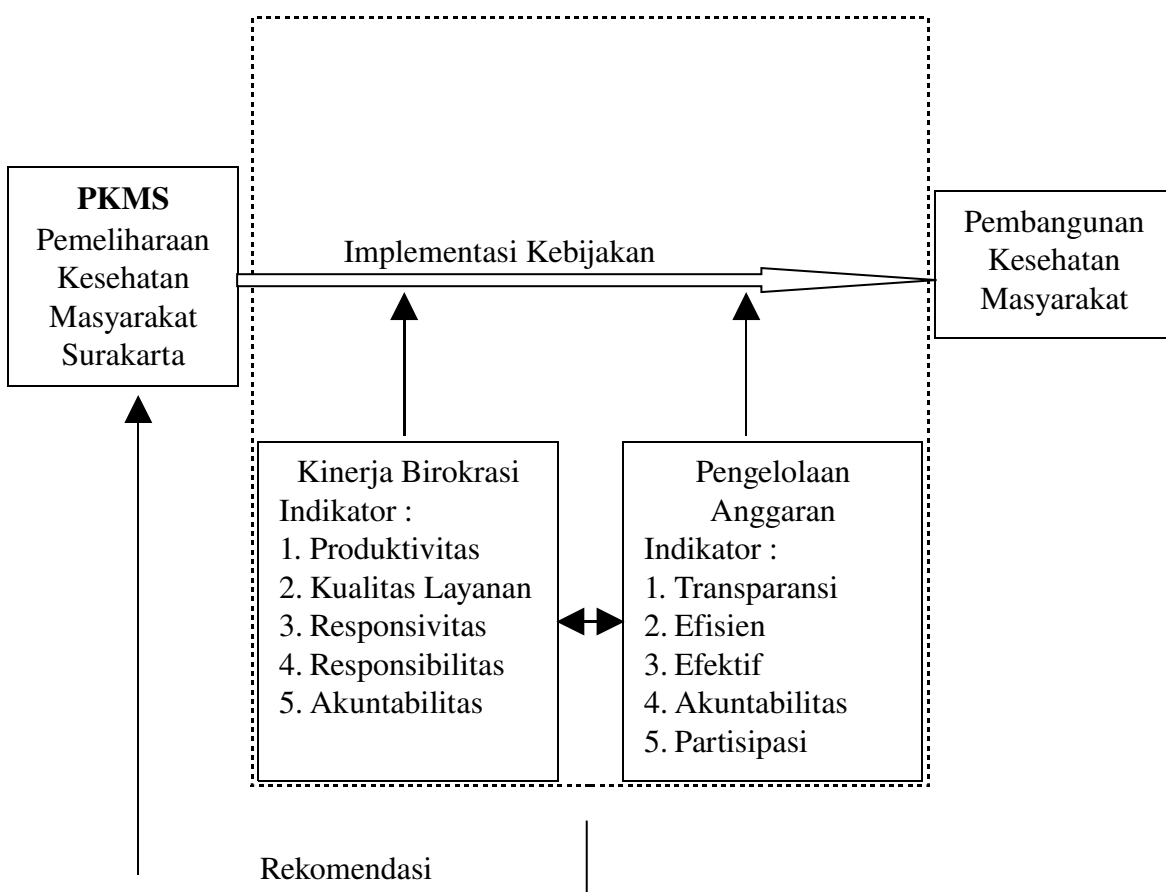 PKMS
Pemeliharaan
Kesehatan
Masyarakat
Surakarta
Implementasi Kebijakan
Pembangunan
Kesehatan
Masyarakat
Kinerja Birokrasi
Indikator :
1. Produktivitas
2. Kualitas Layanan
3. Responsivitas
4. Responsibilitas
5. Akuntabilitas
Pengelolaan
Anggaran
Indikator :
1. Transparansi
2. Efisien
3. Efektif
4. Akuntabilitas
5. Partisipasi
Rekomendasi